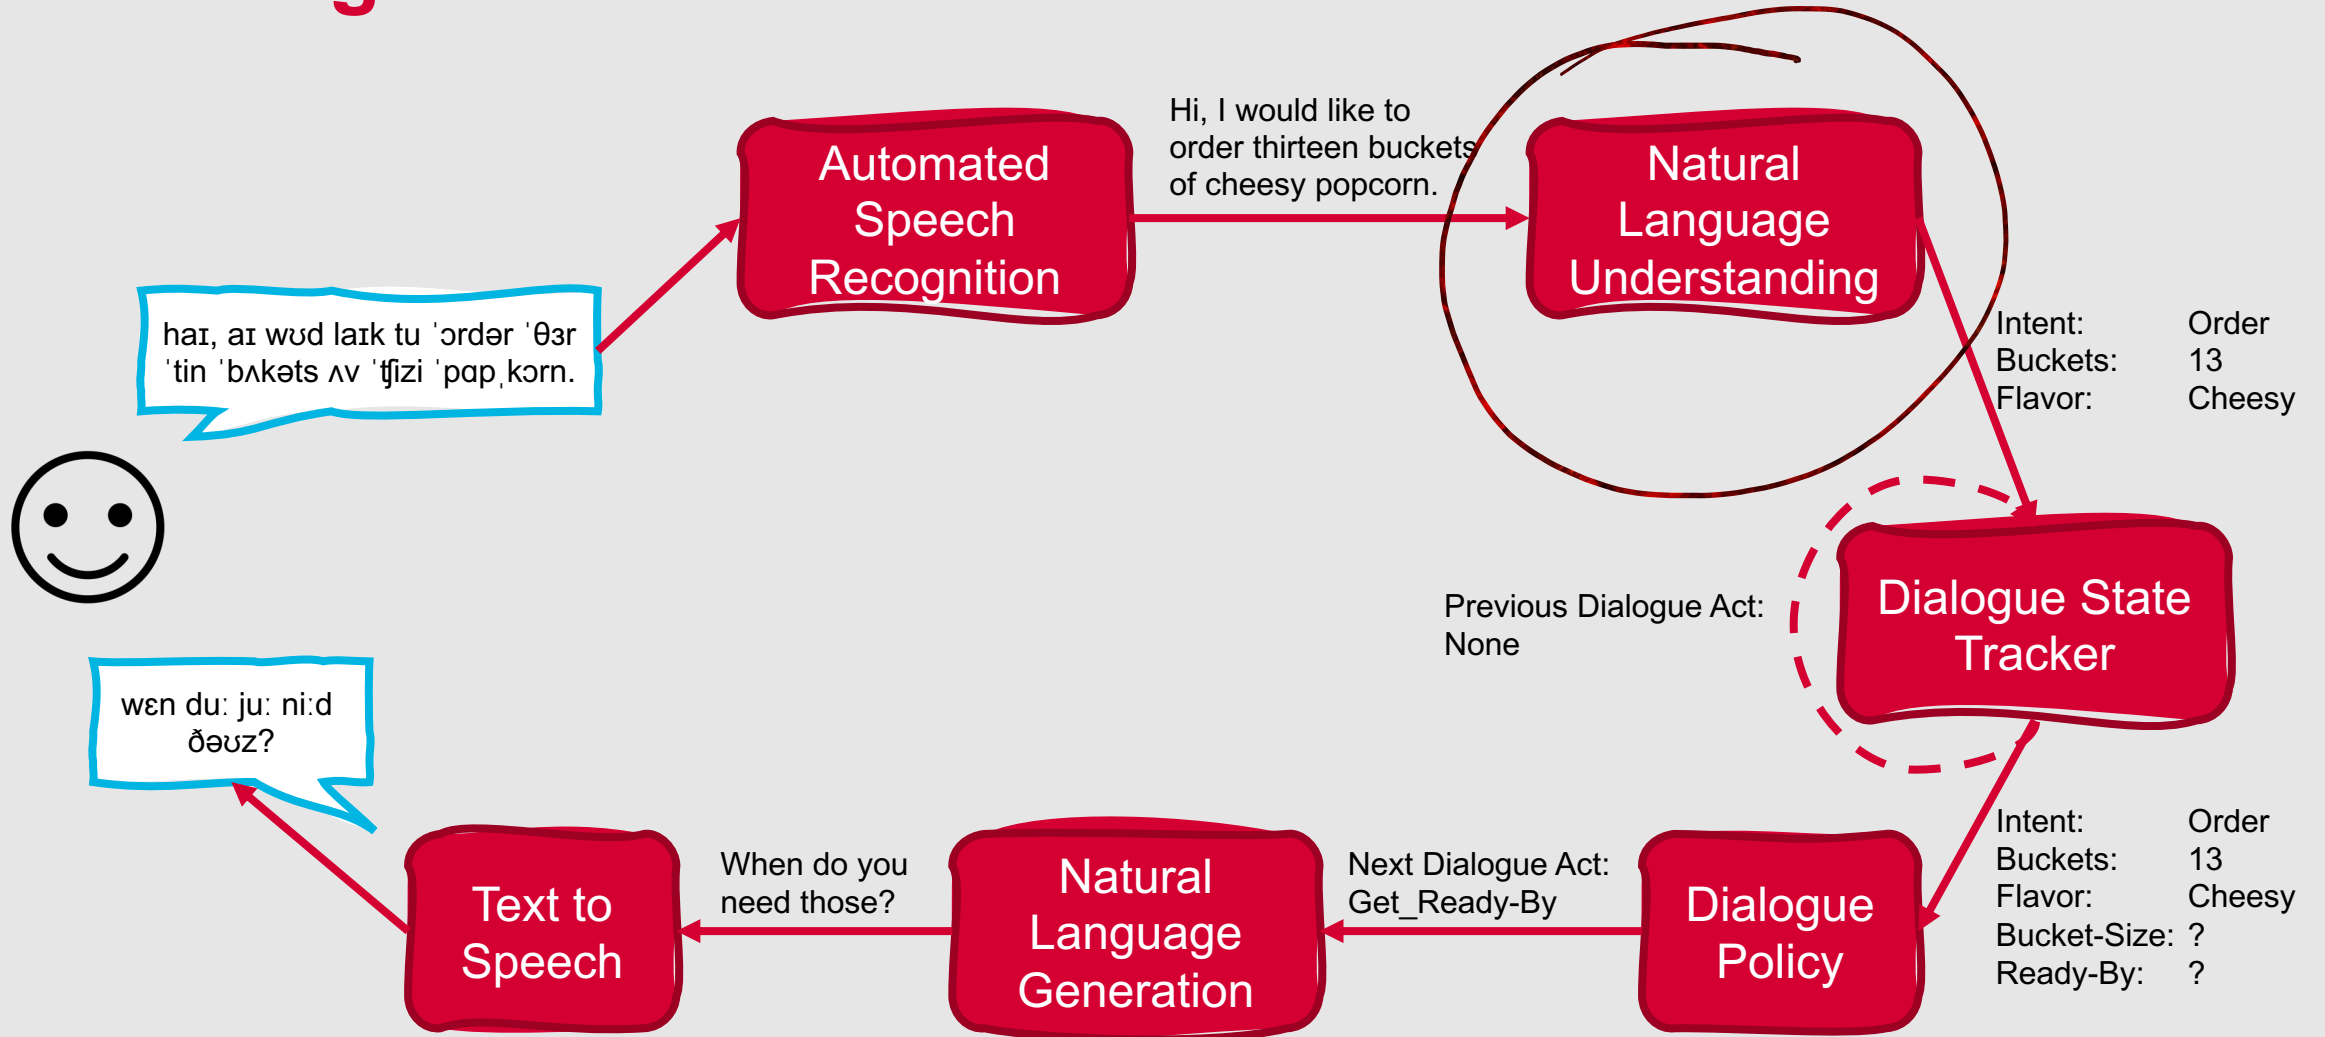 Automated
Speech
Recognition
Hi, I would like to
order thirteen buckets
of cheesy popcorn.
Natural
Language
Understanding
haɪ, aɪ wʊd laɪk tu ˈɔrdər ˈθɜr
ˈtin ˈbʌkəts ʌv ˈʧizi ˈpɑpˌkɔrn.
Intent: Order
Buckets: 13
Flavor: Cheesy
Dialogue State
Tracker
Previous Dialogue Act:
None
wɛn duː juː niːd
ðəʊz?
Intent: Order
Buckets: 13
Flavor: Cheesy
Bucket-Size: ?
Ready-By: ?
Dialogue
Policy
Next Dialogue Act:
Get_Ready-By
Natural
Language
Generation
When do you
need those?
Text to
Speech